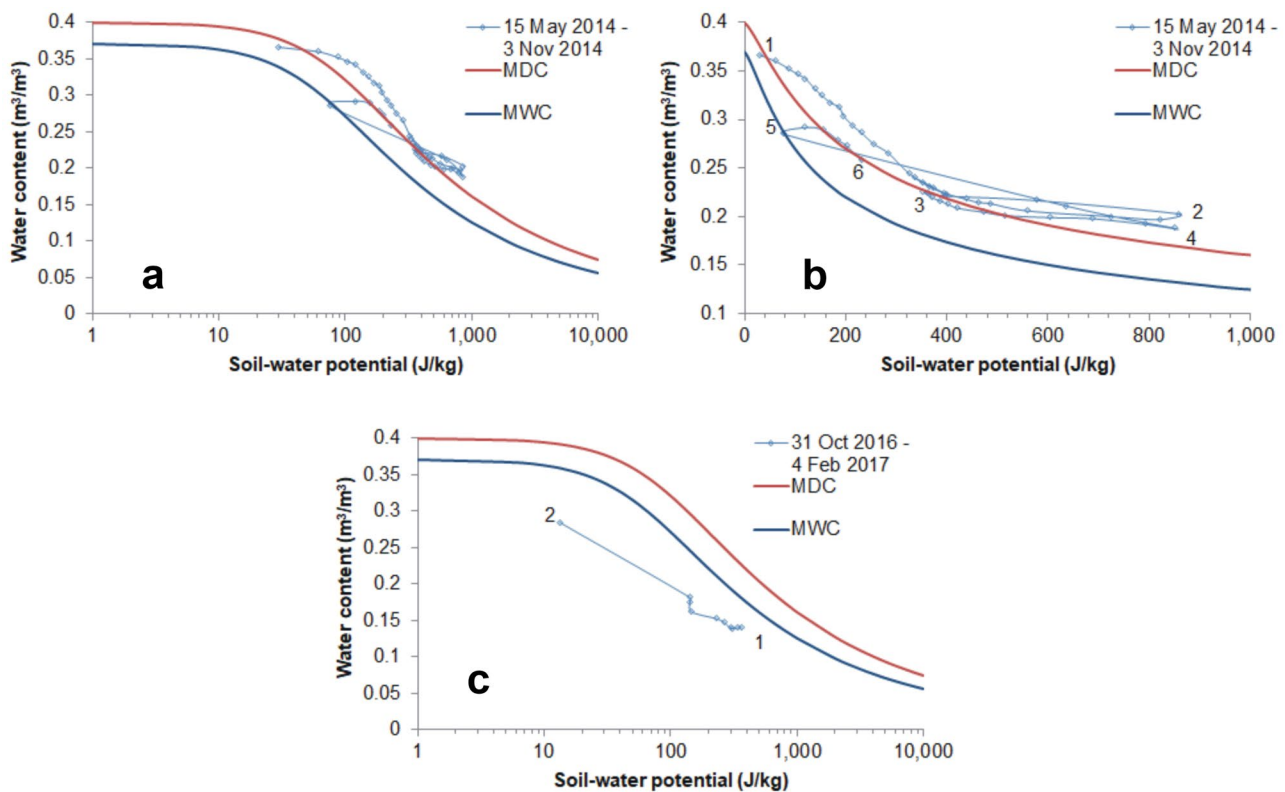 0.4
0.35
0.3
0.25
0.2
0.15
0.1
0.05
0
Water content (m³/m³)
1 10 100 1,000 10,000
Soil-water potential (J/kg)
15 May 2014 -
3 Nov 2014
MDC
MWC
a
0.4
0.35
0.3
0.25
0.2
0.15
0.1
Water content (m³/m³)
0 200 400 600 800 1,000
Soil-water potential (J/kg)
15 May 2014 -
3 Nov 2014
MDC
MWC
1
5
6
3
2
4
b
0.4
0.35
0.3
0.25
0.2
0.15
0.1
0.05
0
Water content (m³/m³)
1 10 100 1,000 10,000
Soil-water potential (J/kg)
31 Oct 2016 -
4 Feb 2017
MDC
MWC
2
1
c